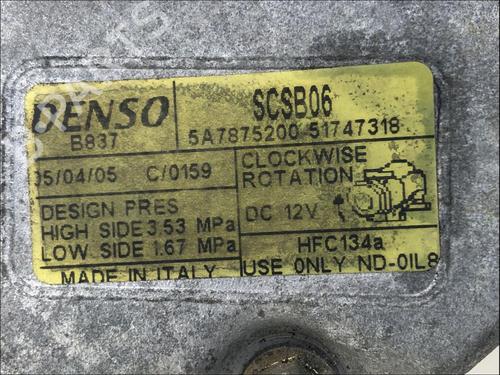 DENSO
B837
SCSB06
5A7875200 51747318
05/04/05 C/0159
CLOCKWISE
ROTATION
DC 12V
DESIGN PRES
HIGH SIDE 3.53 MPa
LOW SIDE 1.67 MPa
HFC134a
MADE IN ITALY
USE ONLY ND-OIL8